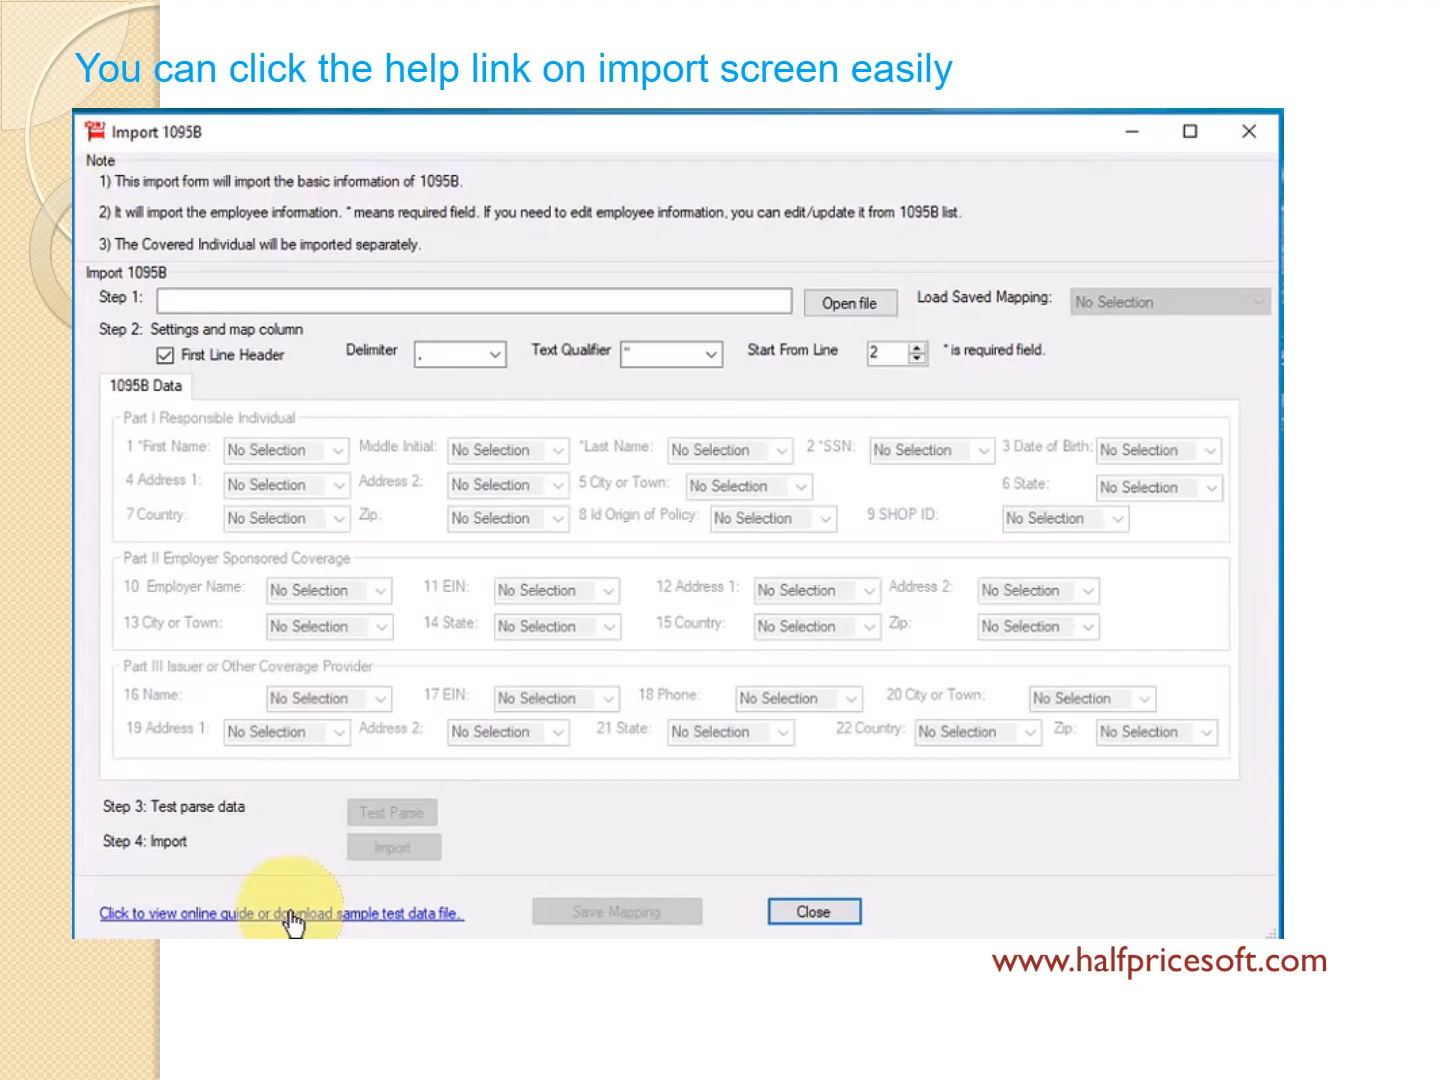 You can click the help link on import screen easily
Import 1095B
Note
1) This import form will import the basic information of 1095B.
2) It will import the employee information. * means required field. If you need to edit employee information, you can edit/update it from 1095B list.
3) The Covered Individual will be imported separately.
Import 1095B
Step 1: Open file Load Saved Mapping: No Selection
Step 2: Settings and map column
First Line Header Delimiter , Text Qualifier " Start From Line 2 * is required field.
1095B Data
Part I Responsible Individual
1 *First Name: No Selection Middle Initial: No Selection *Last Name: No Selection 2 *SSN: No Selection 3 Date of Birth: No Selection
4 Address 1: No Selection Address 2: No Selection 5 City or Town: No Selection 6 State: No Selection
7 Country: No Selection Zip: No Selection 8 Id Origin of Policy: No Selection 9 SHOP ID: No Selection
Part II Employer Sponsored Coverage
10 Employer Name: No Selection 11 EIN: No Selection 12 Address 1: No Selection Address 2: No Selection
13 City or Town: No Selection 14 State: No Selection 15 Country: No Selection Zip: No Selection
Part III Issuer or Other Coverage Provider
16 Name: No Selection 17 EIN: No Selection 18 Phone: No Selection 20 City or Town: No Selection
19 Address 1: No Selection Address 2: No Selection 21 State: No Selection 22 Country: No Selection Zip: No Selection
Step 3: Test parse data Test Parse
Step 4: Import Import
Click to view online guide or download sample test data file. Save Mapping Close
www.halfpricesoft.com